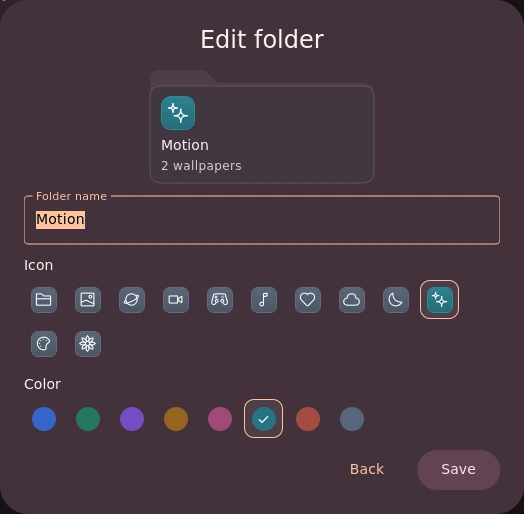 Edit folder
Motion
2 wallpapers
Folder name
Motion
Icon
Color
Back
Save